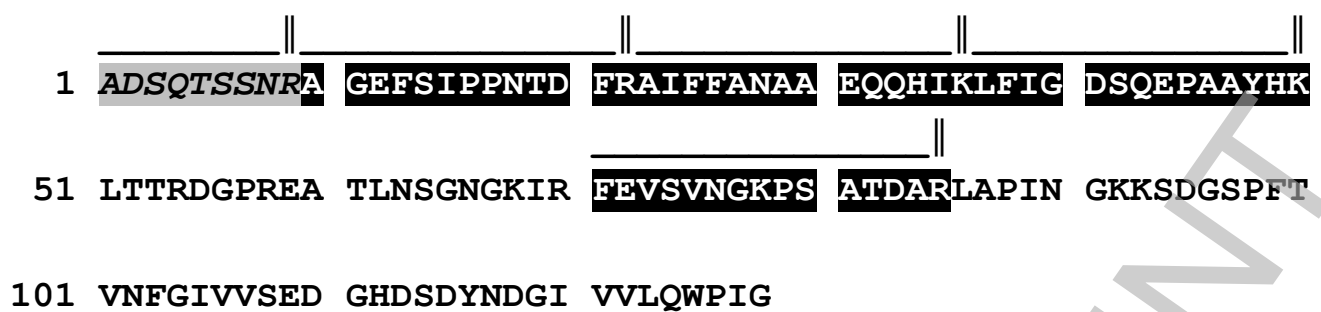 1 ADSQTSSNRA GEFSIPPNTD FRAIFFANAA EQQHIKLFIG DSQEPAAYHK
51 LTTRDGPREA TLNSGNGKIR FEVSVNGKPS ATDARLAPIN GKKSDGSPFT
101 VNFGIVVSED GHDSDYNDGI VVLQWPIG